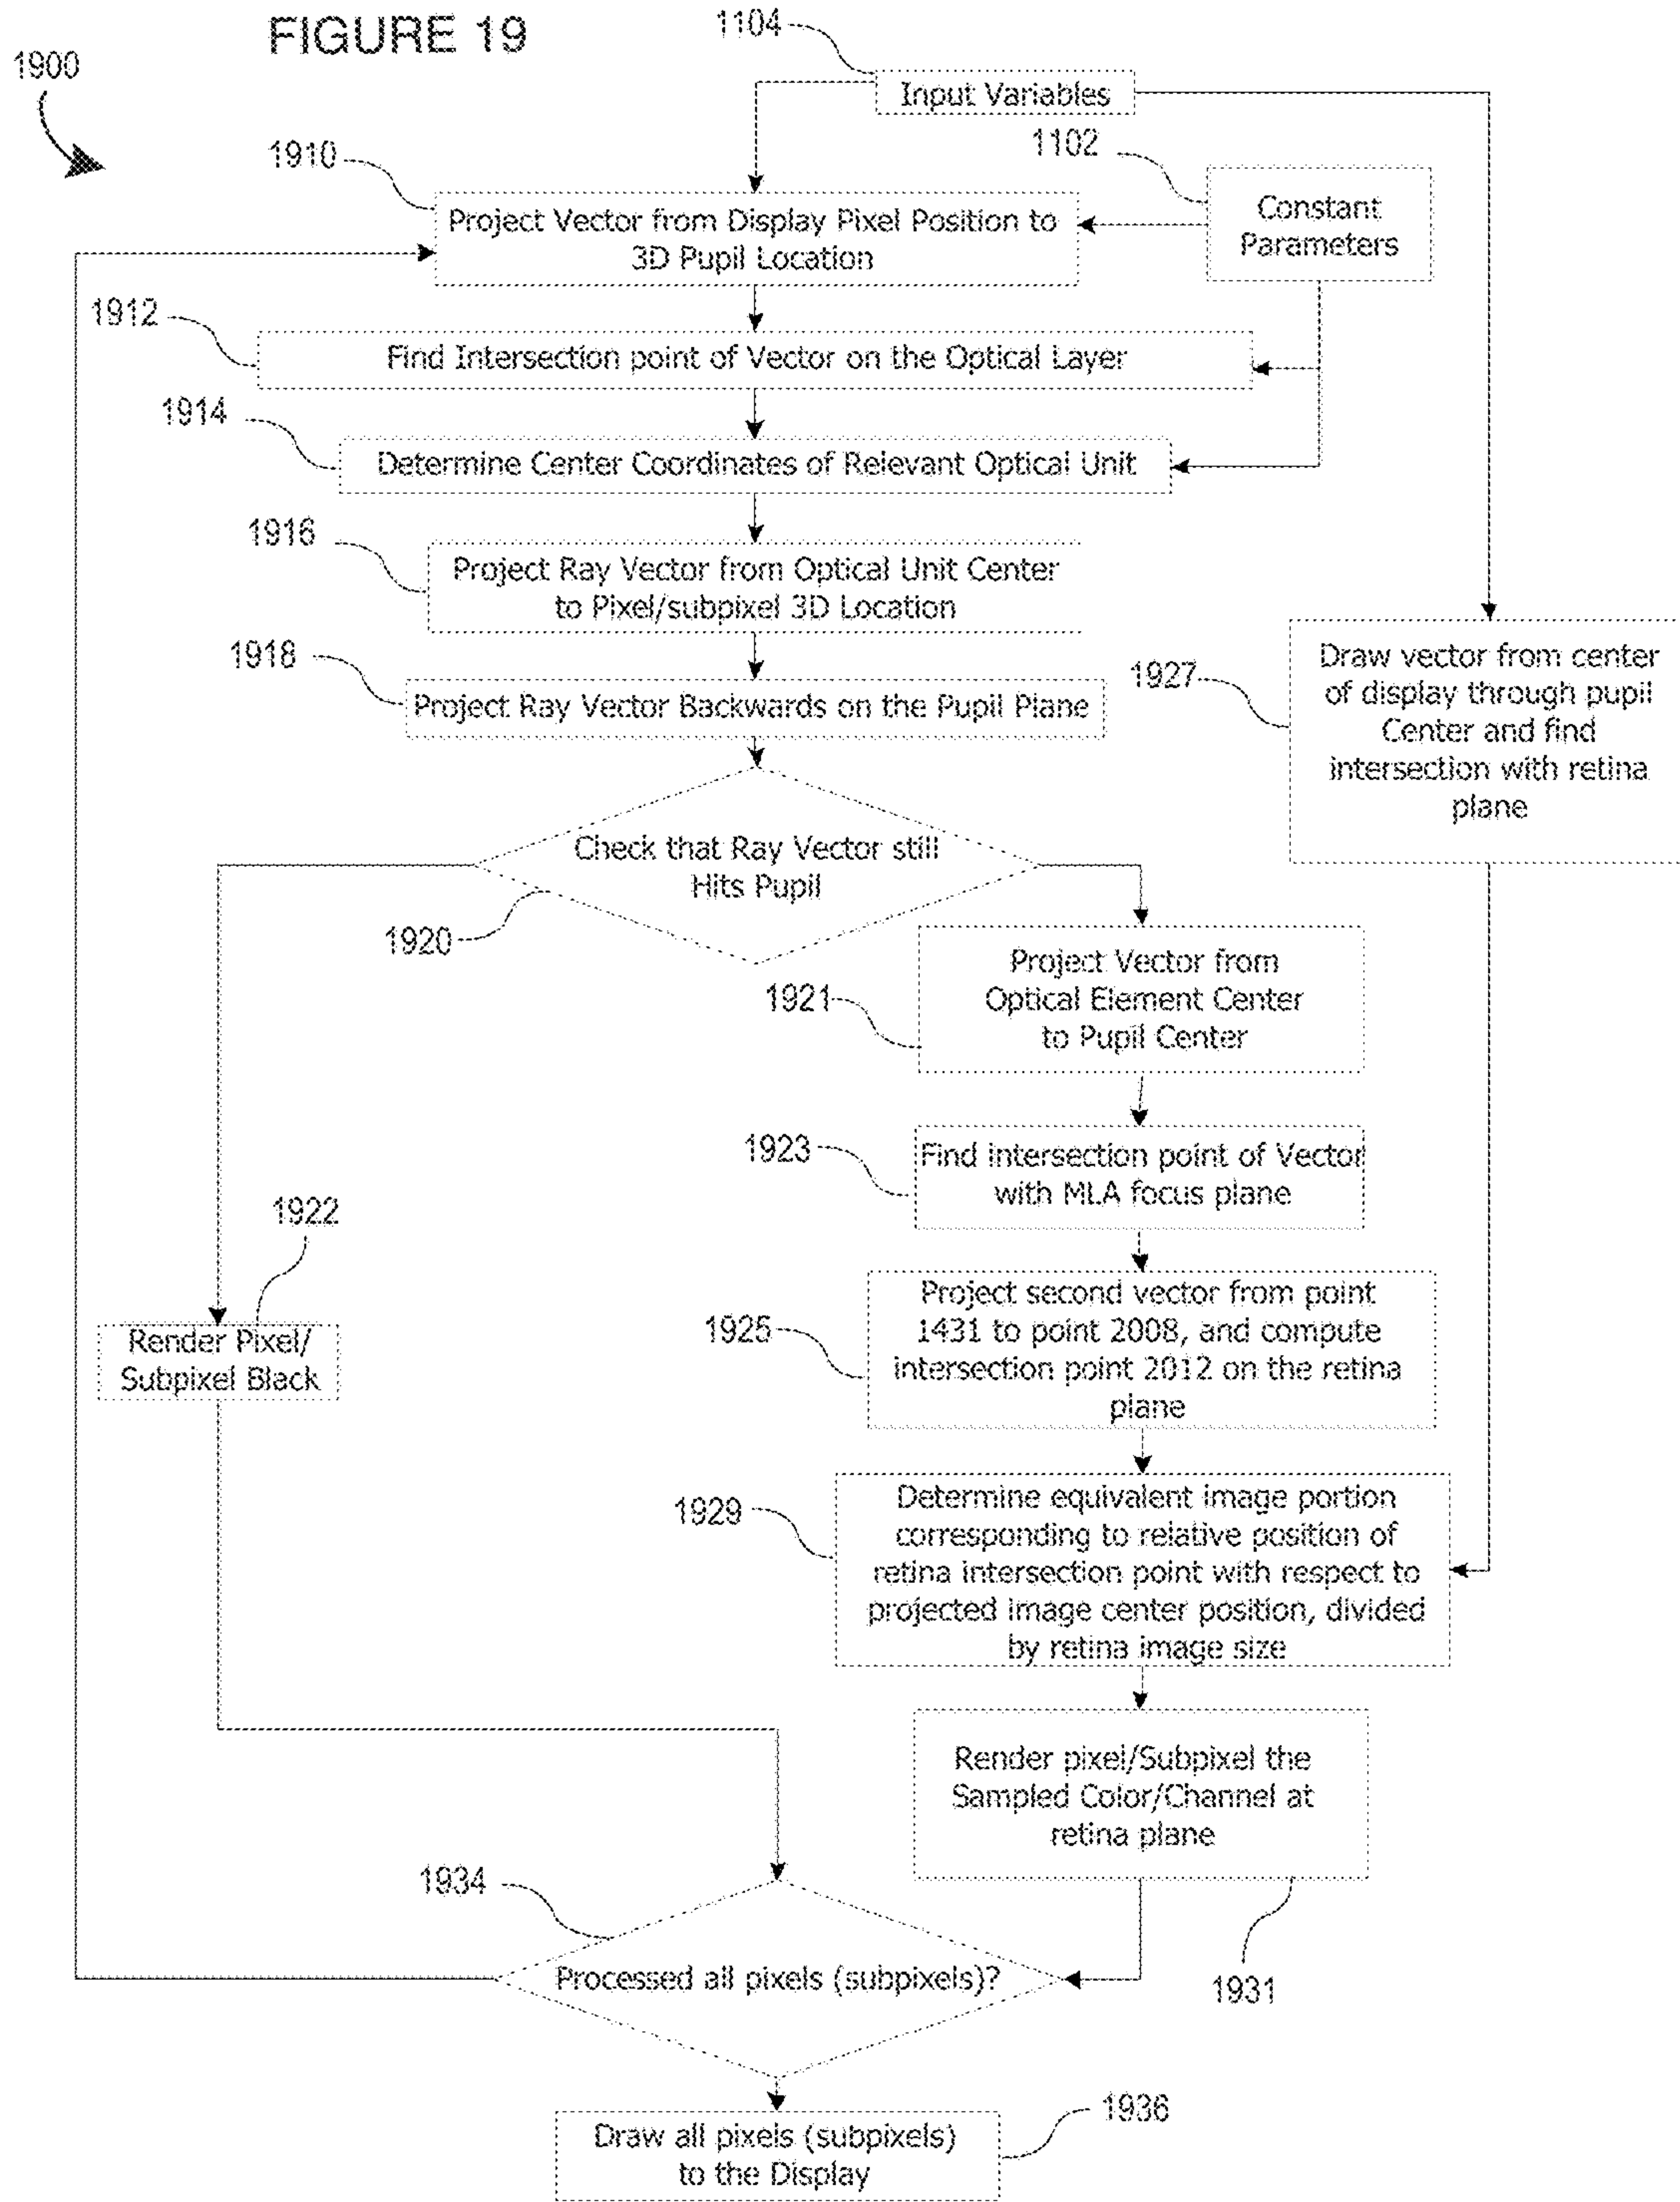 FIGURE 19
1900
1104
Input Variables
1102
Constant
Parameters
1910
Project Vector from Display Pixel Position to
3D Pupil Location
1912
Find Intersection point of Vector on the Optical Layer
1914
Determine Center Coordinates of Relevant Optical Unit
1916
Project Ray Vector from Optical Unit Center
to Pixel/subpixel 3D Location
1918
Project Ray Vector Backwards on the Pupil Plane
1927
Draw vector from center
of display through pupil
Center and find
intersection with retina
plane
Check that Ray Vector still
Hits Pupil
1920
1921
Project Vector from
Optical Element Center
to Pupil Center
1923
Find intersection point of Vector
with MLA focus plane
1922
Render Pixel/
Subpixel Black
1925
Project second vector from point
1431 to point 2008, and compute
intersection point 2012 on the retina
plane
1929
Determine equivalent image portion
corresponding to relative position of
retina intersection point with respect to
projected image center position, divided
by retina image size
Render pixel/Subpixel the
Sampled Color/Channel at
retina plane
1931
1934
Processed all pixels (subpixels)?
1936
Draw all pixels (subpixels)
to the Display